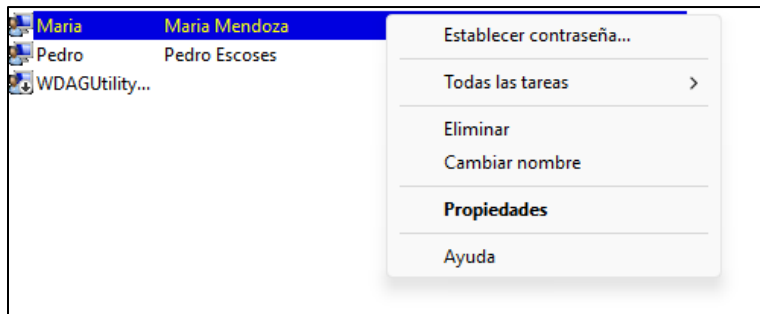 Maria Maria Mendoza
Pedro Pedro Escoses
WDAGUtility...
Establecer contraseña...
Todas las tareas
Eliminar
Cambiar nombre
Propiedades
Ayuda